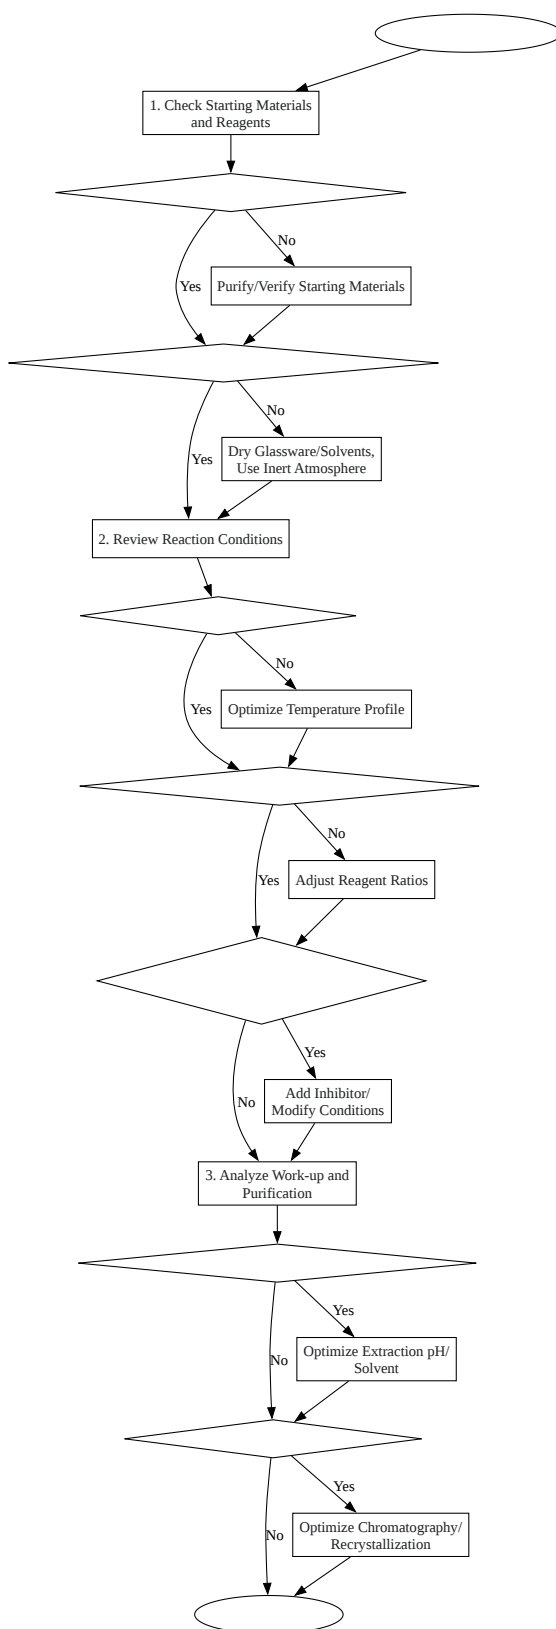 1. Check Starting Materials
and Reagents
No
Yes
Purify/Verify Starting Materials
No
Yes
Dry Glassware/Solvents,
Use Inert Atmosphere
2. Review Reaction Conditions
No
Yes
Optimize Temperature Profile
No
Yes
Adjust Reagent Ratios
Yes
No
Add Inhibitor/
Modify Conditions
3. Analyze Work-up and
Purification
Yes
No
Optimize Extraction pH/
Solvent
Yes
No
Optimize Chromatography/
Recrystallization